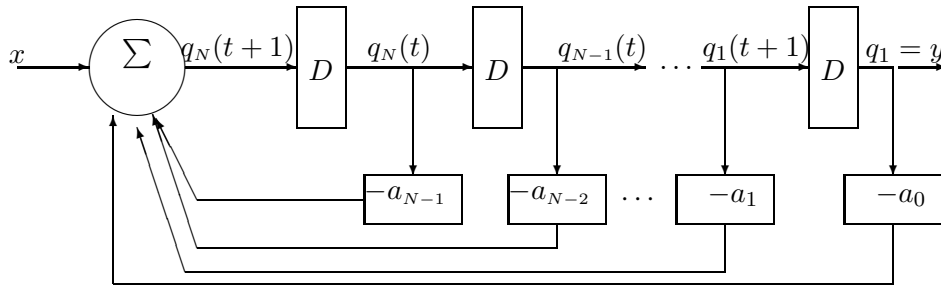 x ∑ q_N(t+1) D q_N(t) D q_{N−1}(t) ⋯ q_1(t+1) D q_1 = y
−a_{N−1} −a_{N−2} ⋯ −a_1 −a_0